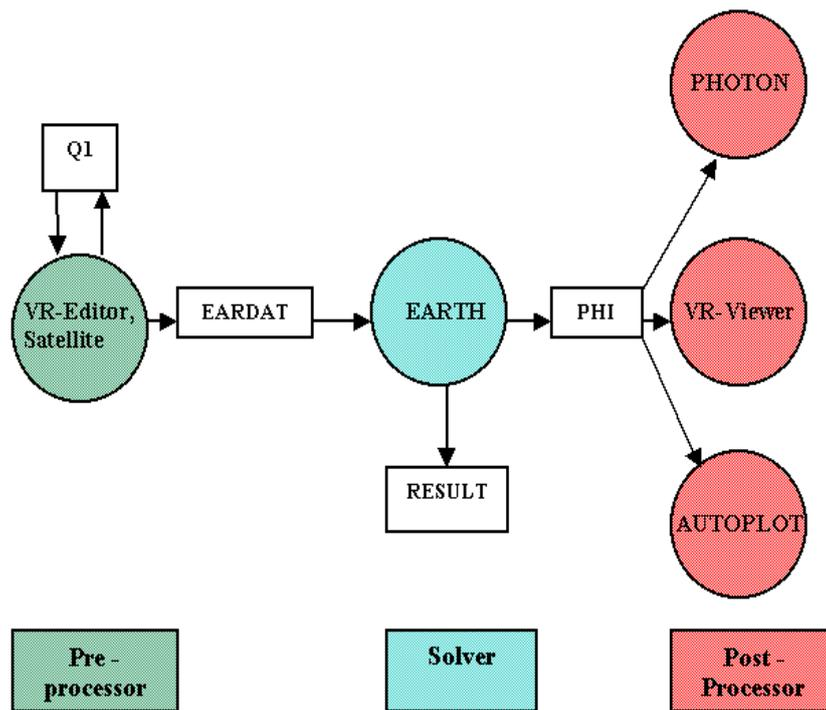 PHOTON
Q1
VR-Editor,
Satellite
EARDAT
EARTH
PHI
VR-Viewer
RESULT
AUTOPLOT
Pre -
processor
Solver
Post -
Processor